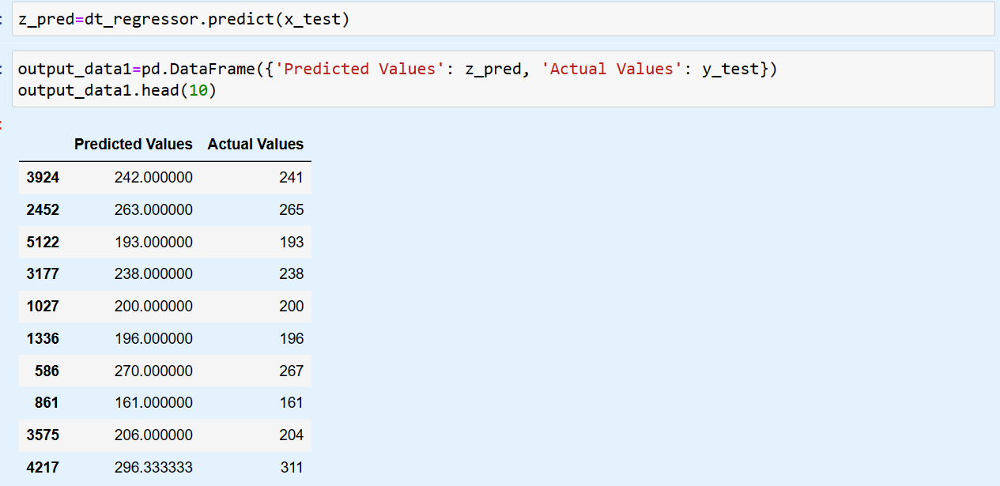 z_pred=dt_regressor.predict(x_test)
output_data1=pd.DataFrame({'Predicted Values': z_pred, 'Actual Values': y_test})
output_data1.head(10)
Predicted Values Actual Values
3924 242.000000 241
2452 263.000000 265
5122 193.000000 193
3177 238.000000 238
1027 200.000000 200
1336 196.000000 196
586 270.000000 267
861 161.000000 161
3575 206.000000 204
4217 296.333333 311